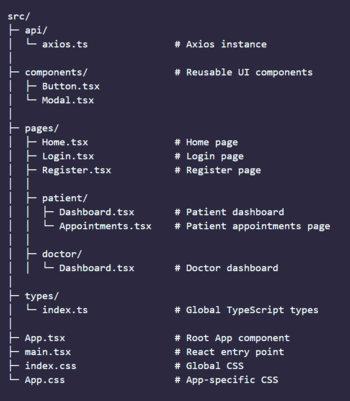 src/
├─ api/
│  └─ axios.ts              # Axios instance
│
├─ components/              # Reusable UI components
│  ├─ Button.tsx
│  └─ Modal.tsx
│
├─ pages/
│  ├─ Home.tsx              # Home page
│  ├─ Login.tsx             # Login page
│  ├─ Register.tsx          # Register page
│  │
│  ├─ patient/
│  │  ├─ Dashboard.tsx      # Patient dashboard
│  │  └─ Appointments.tsx   # Patient appointments page
│  │
│  ├─ doctor/
│  │  └─ Dashboard.tsx      # Doctor dashboard
│
├─ types/
│  └─ index.ts              # Global TypeScript types
│
├─ App.tsx                  # Root App component
├─ main.tsx                 # React entry point
├─ index.css                # Global CSS
└─ App.css                  # App-specific CSS